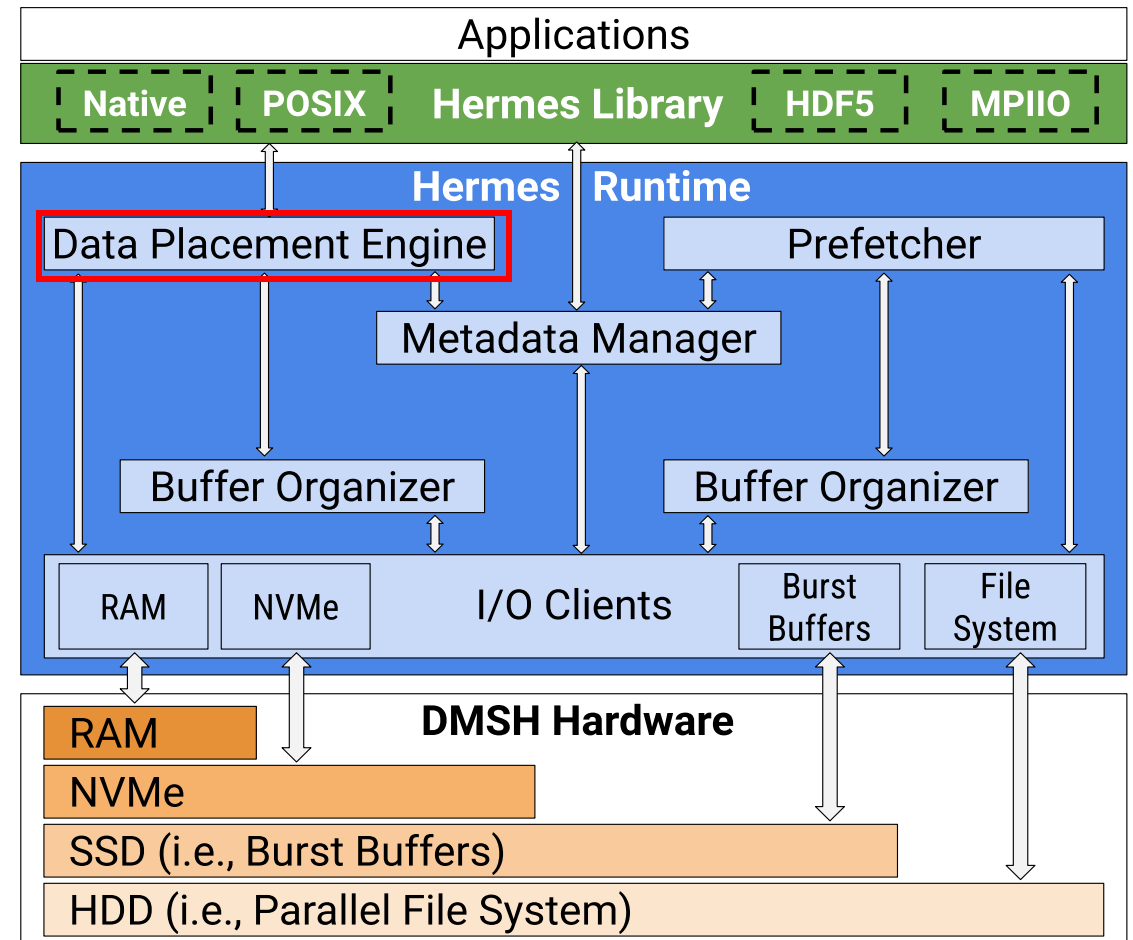 Applications
Native POSIX Hermes Library HDF5 MPIIO
Hermes Runtime
Data Placement Engine
Prefetcher
Metadata Manager
Buffer Organizer
Buffer Organizer
RAM
NVMe
I/O Clients
Burst
Buffers
File
System
DMSH Hardware
RAM
NVMe
SSD (i.e., Burst Buffers)
HDD (i.e., Parallel File System)